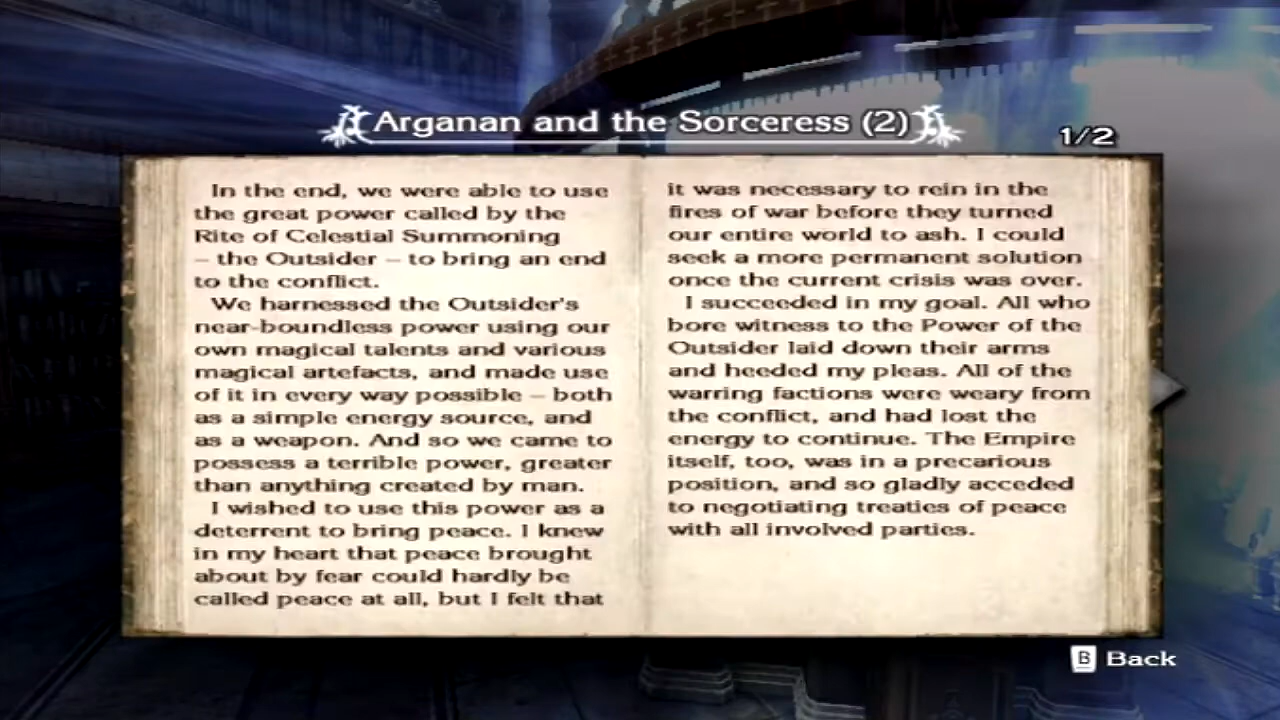 Arganan and the Sorceress (2)
1/2
In the end, we were able to use
the great power called by the
Rite of Celestial Summoning
– the Outsider – to bring an end
to the conflict.
We harnessed the Outsider's
near-boundless power using our
own magical talents and various
magical artefacts, and made use
of it in every way possible – both
as a simple energy source, and
as a weapon. And so we came to
possess a terrible power, greater
than anything created by man.
I wished to use this power as a
deterrent to bring peace. I knew
in my heart that peace brought
about by fear could hardly be
called peace at all, but I felt that
it was necessary to rein in the
fires of war before they turned
our entire world to ash. I could
seek a more permanent solution
once the current crisis was over.
I succeeded in my goal. All who
bore witness to the Power of the
Outsider laid down their arms
and heeded my pleas. All of the
warring factions were weary from
the conflict, and had lost the
energy to continue. The Empire
itself, too, was in a precarious
position, and so gladly acceded
to negotiating treaties of peace
with all involved parties.
B Back